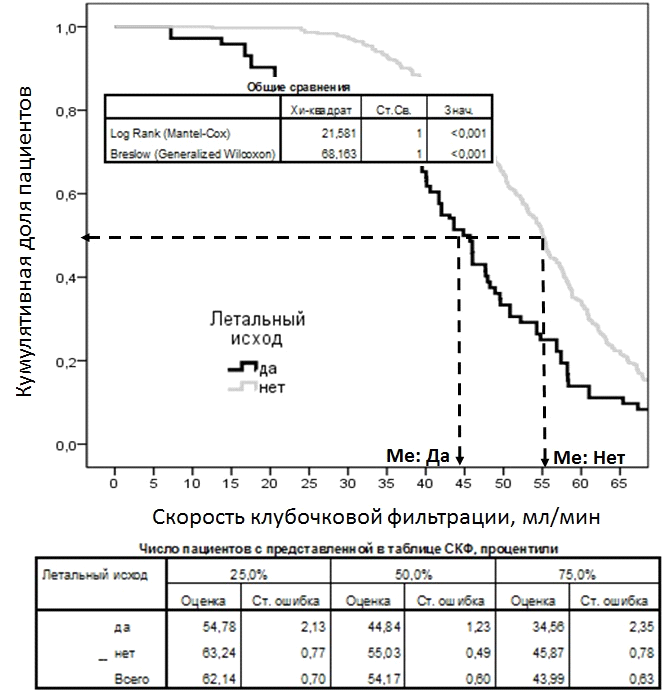 Кумулятивная доля пациентов
1,0
0,8
0,6
0,4
0,2
0,0
Общие сравнения
Хи-квадрат Ст.Св. Знач.
Log Rank (Mantel-Cox) 21,581 1 <0,001
Breslow (Generalized Wilcoxon) 68,163 1 <0,001
Летальный
исход
да
нет
Me: Да Me: Нет
0 5 10 15 20 25 30 35 40 45 50 55 60 65
Скорость клубочковой фильтрации, мл/мин
Число пациентов с представленной в таблице СКФ, процентили
Летальный исход 25,0% 50,0% 75,0%
Оценка Ст. ошибка Оценка Ст. ошибка Оценка Ст. ошибка
да 54,78 2,13 44,84 1,23 34,56 2,35
_ нет 63,24 0,77 55,03 0,49 45,87 0,78
Всего 62,14 0,70 54,17 0,60 43,99 0,63